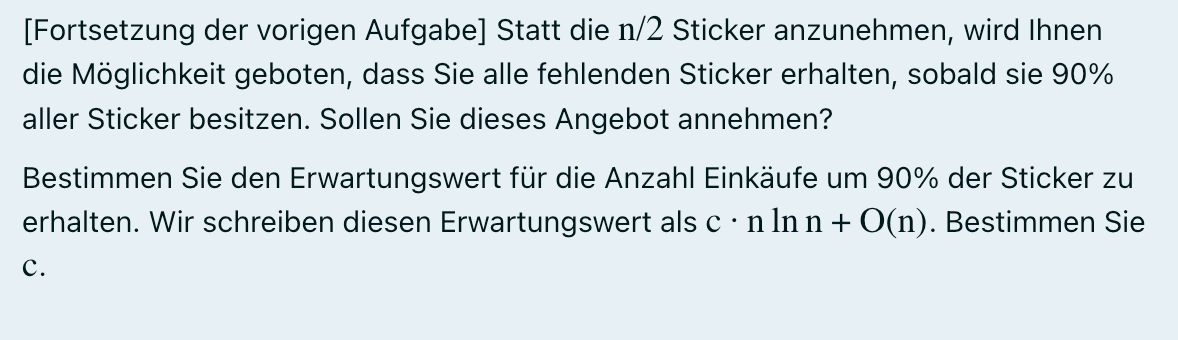 [Fortsetzung der vorigen Aufgabe] Statt die n/2 Sticker anzunehmen, wird Ihnen
die Möglichkeit geboten, dass Sie alle fehlenden Sticker erhalten, sobald sie 90%
aller Sticker besitzen. Sollen Sie dieses Angebot annehmen?
Bestimmen Sie den Erwartungswert für die Anzahl Einkäufe um 90% der Sticker zu
erhalten. Wir schreiben diesen Erwartungswert als c · n ln n + O(n). Bestimmen Sie
c.